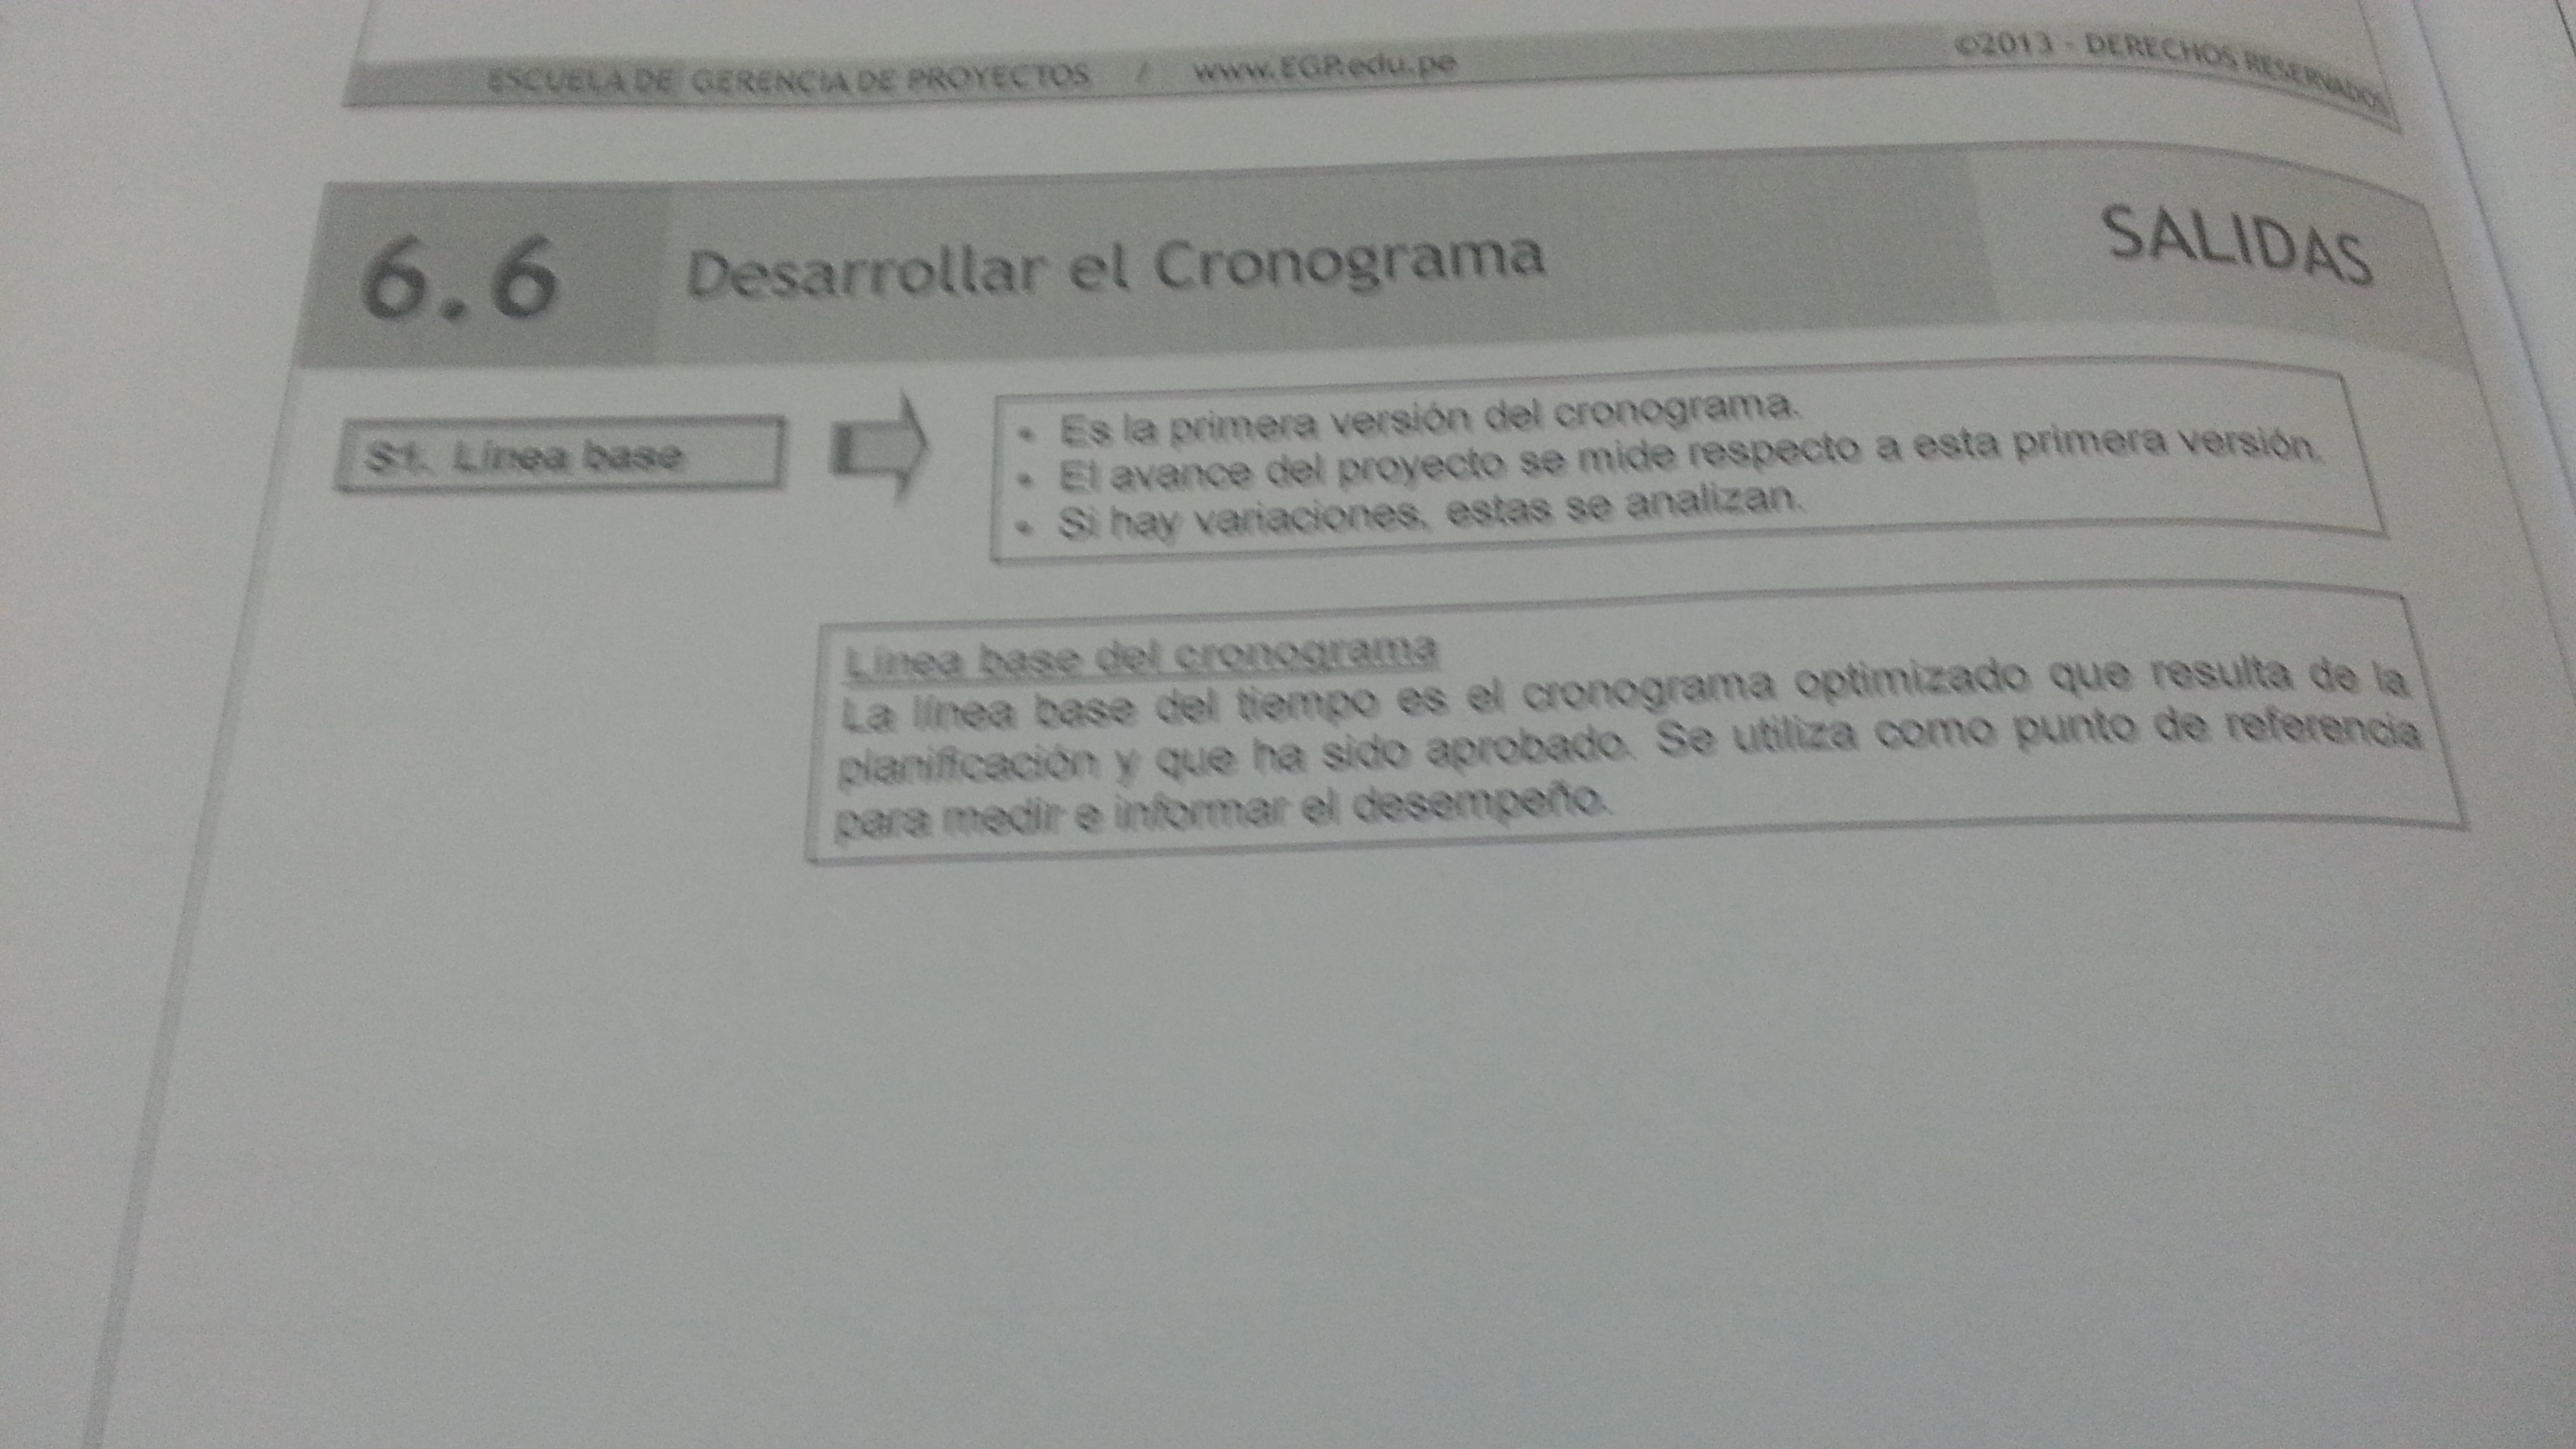 ESCUELA DE GERENCIA DE PROYECTOS / www.EGP.edu.pe ©2013 - DERECHOS RESERVADOS
6.6 Desarrollar el Cronograma SALIDAS
S1. Línea base
• Es la primera versión del cronograma.
• El avance del proyecto se mide respecto a esta primera versión.
• Si hay variaciones, estas se analizan.
Línea base del cronograma
La línea base del tiempo es el cronograma optimizado que resulta de la
planificación y que ha sido aprobado. Se utiliza como punto de referencia
para medir e informar el desempeño.